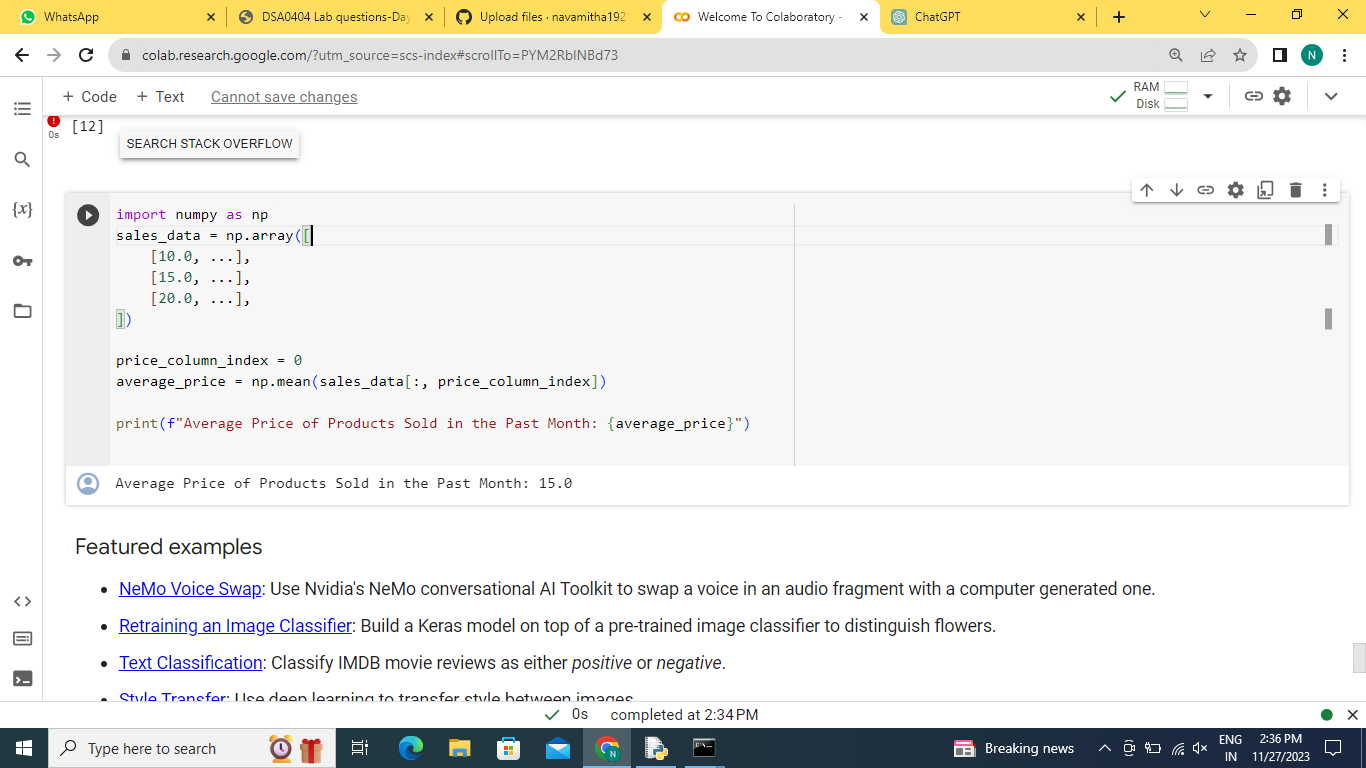 WhatsApp
DSA0404 Lab questions-Day
Upload files · navamitha192
Welcome To Colaboratory -
ChatGPT
colab.research.google.com/?utm_source=scs-index#scrollTo=PYM2RblNBd73
N
+ Code + Text Cannot save changes
RAM
Disk
0s
[12]
SEARCH STACK OVERFLOW
{x}
import numpy as np
sales_data = np.array([
[10.0, ...],
[15.0, ...],
[20.0, ...],
])
price_column_index = 0
average_price = np.mean(sales_data[:, price_column_index])
print(f"Average Price of Products Sold in the Past Month: {average_price}")
Average Price of Products Sold in the Past Month: 15.0
Featured examples
• NeMo Voice Swap: Use Nvidia's NeMo conversational AI Toolkit to swap a voice in an audio fragment with a computer generated one.
• Retraining an Image Classifier: Build a Keras model on top of a pre-trained image classifier to distinguish flowers.
• Text Classification: Classify IMDB movie reviews as either positive or negative.
• Style Transfer: Use deep learning to transfer style between images.
0s completed at 2:34 PM
Type here to search
Breaking news
ENG
IN
2:36 PM
11/27/2023